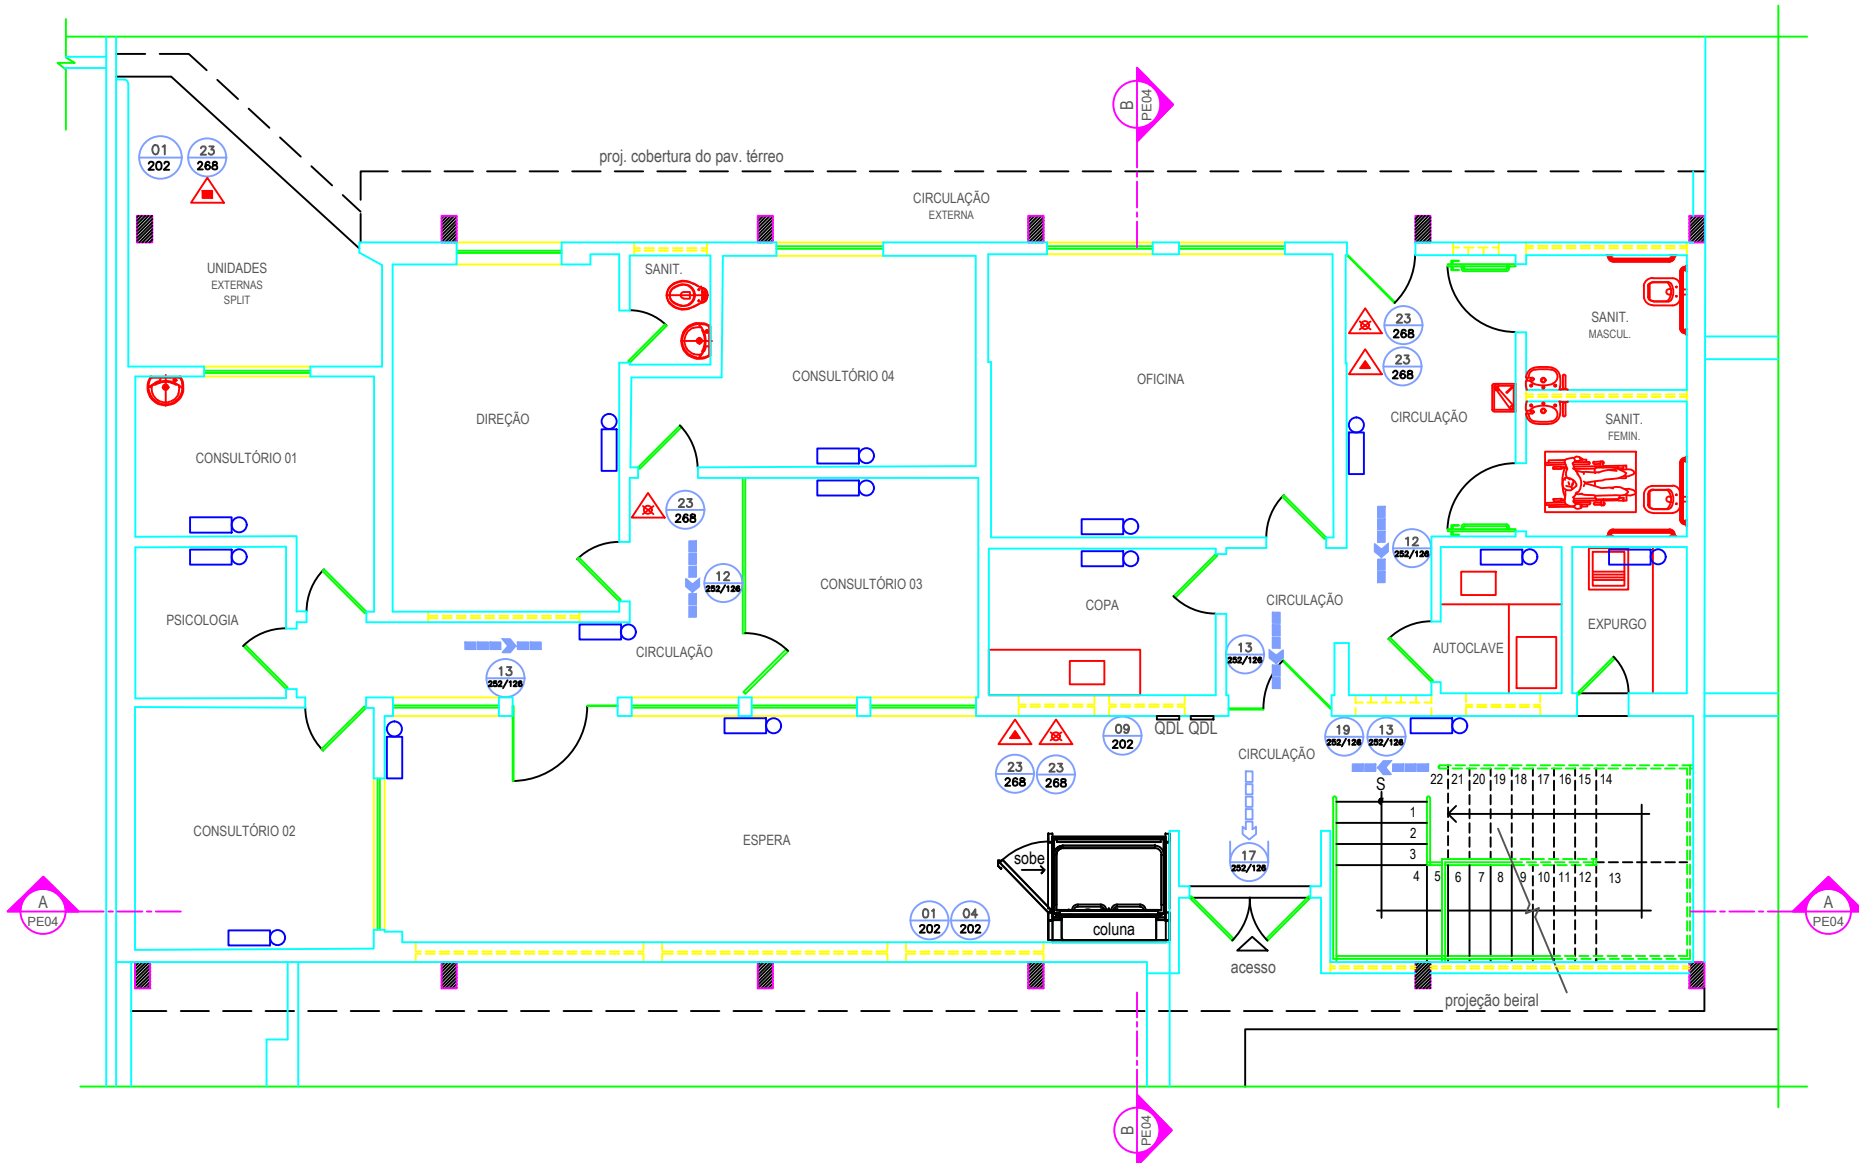 B
PE04
proj. cobertura do pav. térreo
01
202
23
268
CIRCULAÇÃO
EXTERNA
UNIDADES
EXTERNAS
SPLIT
SANIT.
SANIT.
MASCUL.
23
268
23
268
CONSULTÓRIO 04
OFICINA
DIREÇÃO
CIRCULAÇÃO
SANIT.
FEMIN.
CONSULTÓRIO 01
23
268
12
252/126
12
252/126
CONSULTÓRIO 03
COPA
CIRCULAÇÃO
PSICOLOGIA
EXPURGO
AUTOCLAVE
CIRCULAÇÃO
13
252/126
13
252/126
09
202
QDL QDL
19
252/126
13
252/126
CIRCULAÇÃO
23
268
23
268
22 21 20 19 18 17 16 15 14
S
1
2
3
4 5 6 7 8 9 10 11 12 13
CONSULTÓRIO 02
ESPERA
sobe
17
252/126
A
PE04
01
202
04
202
coluna
acesso
A
PE04
projeção beiral
B
PE04